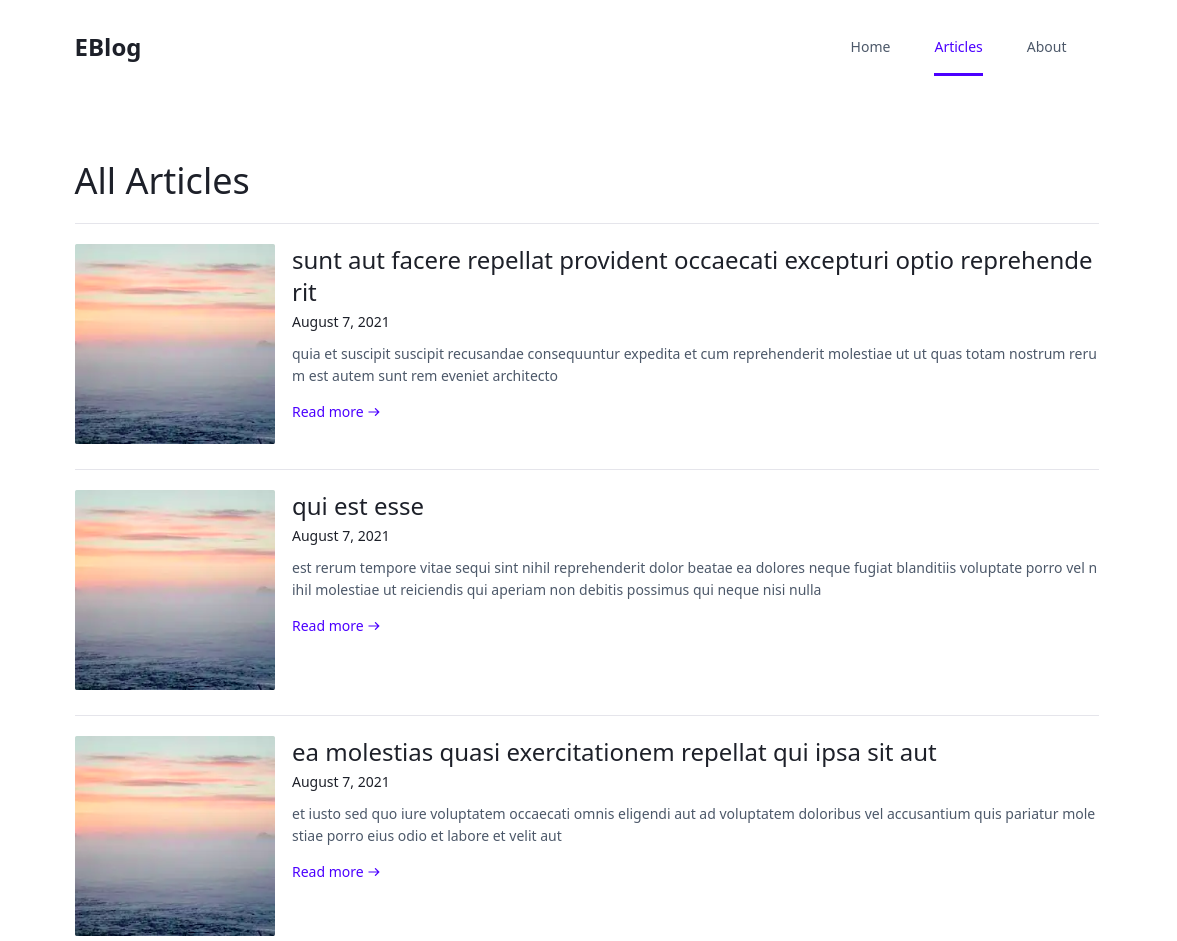 EBlog
Home
Articles
About
All Articles
sunt aut facere repellat provident occaecati excepturi optio reprehende
rit
August 7, 2021
quia et suscipit suscipit recusandae consequuntur expedita et cum reprehenderit molestiae ut ut quas totam nostrum reru
m est autem sunt rem eveniet architecto
Read more →
qui est esse
August 7, 2021
est rerum tempore vitae sequi sint nihil reprehenderit dolor beatae ea dolores neque fugiat blanditiis voluptate porro vel n
ihil molestiae ut reiciendis qui aperiam non debitis possimus qui neque nisi nulla
Read more →
ea molestias quasi exercitationem repellat qui ipsa sit aut
August 7, 2021
et iusto sed quo iure voluptatem occaecati omnis eligendi aut ad voluptatem doloribus vel accusantium quis pariatur mole
stiae porro eius odio et labore et velit aut
Read more →